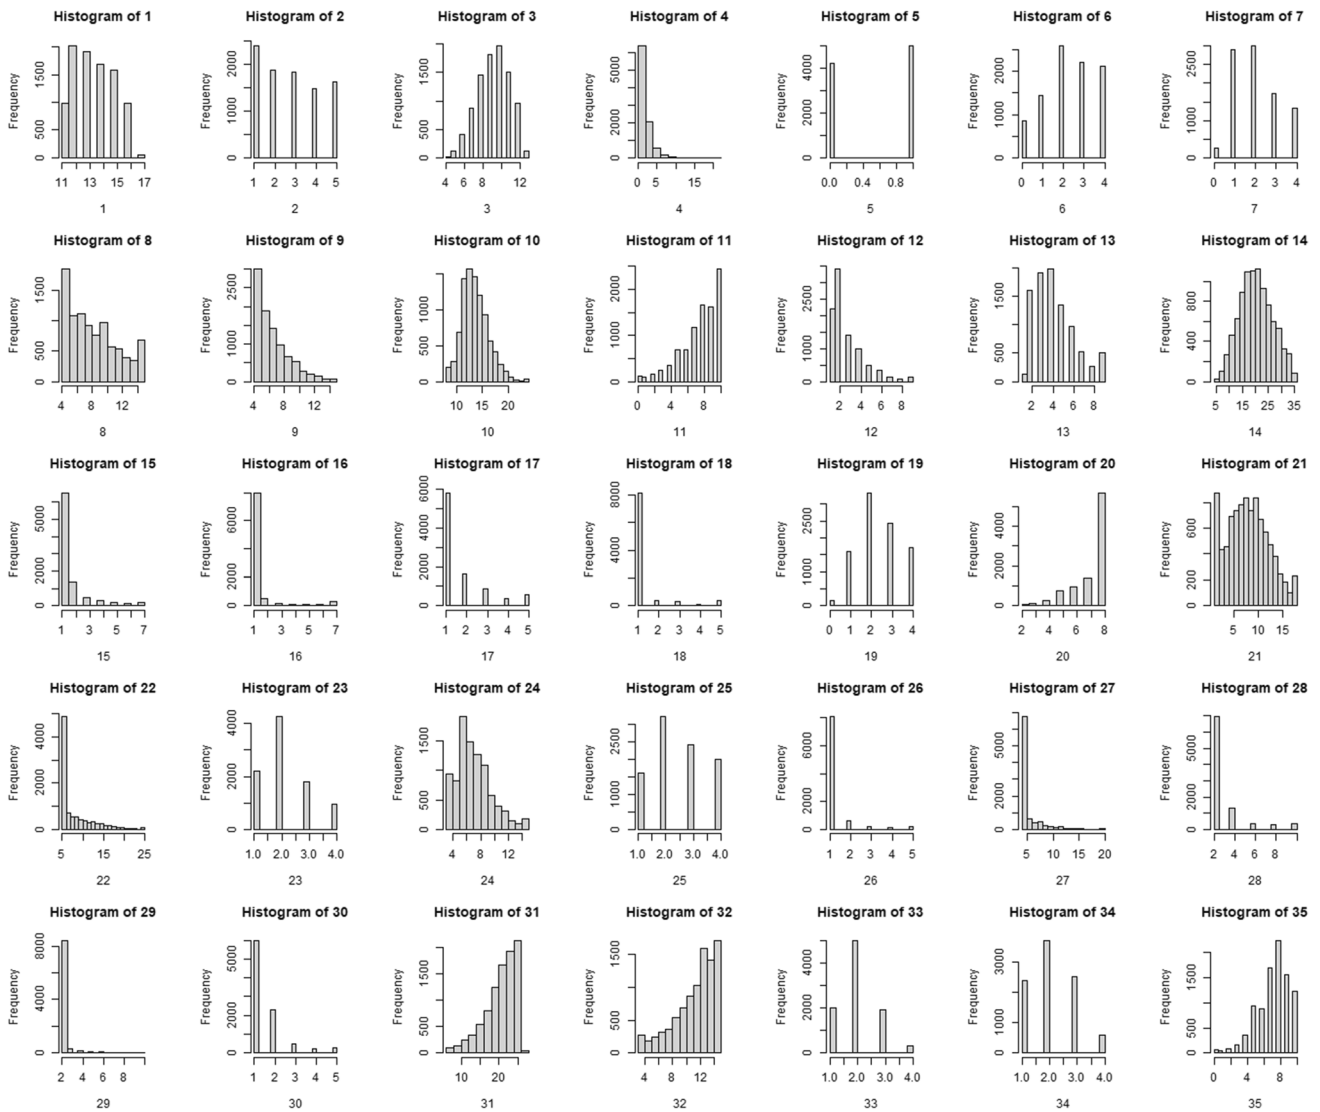 Histogram of 1 Histogram of 2 Histogram of 3 Histogram of 4 Histogram of 5 Histogram of 6 Histogram of 7
Frequency Frequency Frequency Frequency Frequency Frequency Frequency
0 500 1500 0 1000 2000 0 500 1500 0 2000 5000 0 2000 4000 0 1000 2000 0 1000 2500
11 13 15 17 1 2 3 4 5 4 6 8 12 0 5 15 0.0 0.4 0.8 0 1 2 3 4 0 1 2 3 4
1 2 3 4 5 6 7
Histogram of 8 Histogram of 9 Histogram of 10 Histogram of 11 Histogram of 12 Histogram of 13 Histogram of 14
Frequency Frequency Frequency Frequency Frequency Frequency Frequency
0 500 1500 0 1000 2500 0 500 1000 0 1000 2000 0 1000 2500 0 500 1500 0 400 800
4 8 12 4 8 12 10 15 20 0 4 8 2 4 6 8 2 4 6 8 5 15 25 35
8 9 10 11 12 13 14
Histogram of 15 Histogram of 16 Histogram of 17 Histogram of 18 Histogram of 19 Histogram of 20 Histogram of 21
Frequency Frequency Frequency Frequency Frequency Frequency Frequency
0 2000 5000 0 2000 6000 0 2000 4000 6000 0 4000 8000 0 1000 2500 0 2000 4000 0 200 600
1 3 5 7 1 3 5 7 1 2 3 4 5 1 2 3 4 5 0 1 2 3 4 2 4 6 8 5 10 15
15 16 17 18 19 20 21
Histogram of 22 Histogram of 23 Histogram of 24 Histogram of 25 Histogram of 26 Histogram of 27 Histogram of 28
Frequency Frequency Frequency Frequency Frequency Frequency Frequency
0 2000 4000 0 2000 4000 0 500 1500 0 1000 2500 0 2000 6000 0 2000 5000 0 2000 5000
5 15 25 1.0 2.0 3.0 4.0 4 8 12 1.0 2.0 3.0 4.0 1 2 3 4 5 5 10 15 20 2 4 6 8
22 23 24 25 26 27 28
Histogram of 29 Histogram of 30 Histogram of 31 Histogram of 32 Histogram of 33 Histogram of 34 Histogram of 35
Frequency Frequency Frequency Frequency Frequency Frequency Frequency
0 4000 8000 0 2000 5000 0 500 1500 0 500 1500 0 2000 4000 0 1000 3000 0 500 1500
2 4 6 8 1 2 3 4 5 10 20 4 8 12 1.0 2.0 3.0 4.0 1.0 2.0 3.0 4.0 0 4 8
29 30 31 32 33 34 35